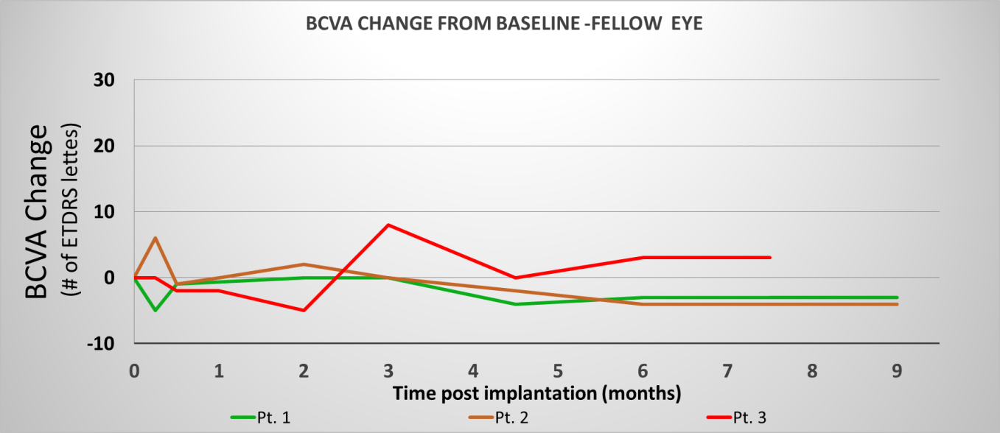 BCVA CHANGE FROM BASELINE -FELLOW EYE
BCVA Change
(# of ETDRS lettes)
30
20
10
0
-10
0 1 2 3 4 5 6 7 8 9
Time post implantation (months)
Pt. 1 Pt. 2 Pt. 3